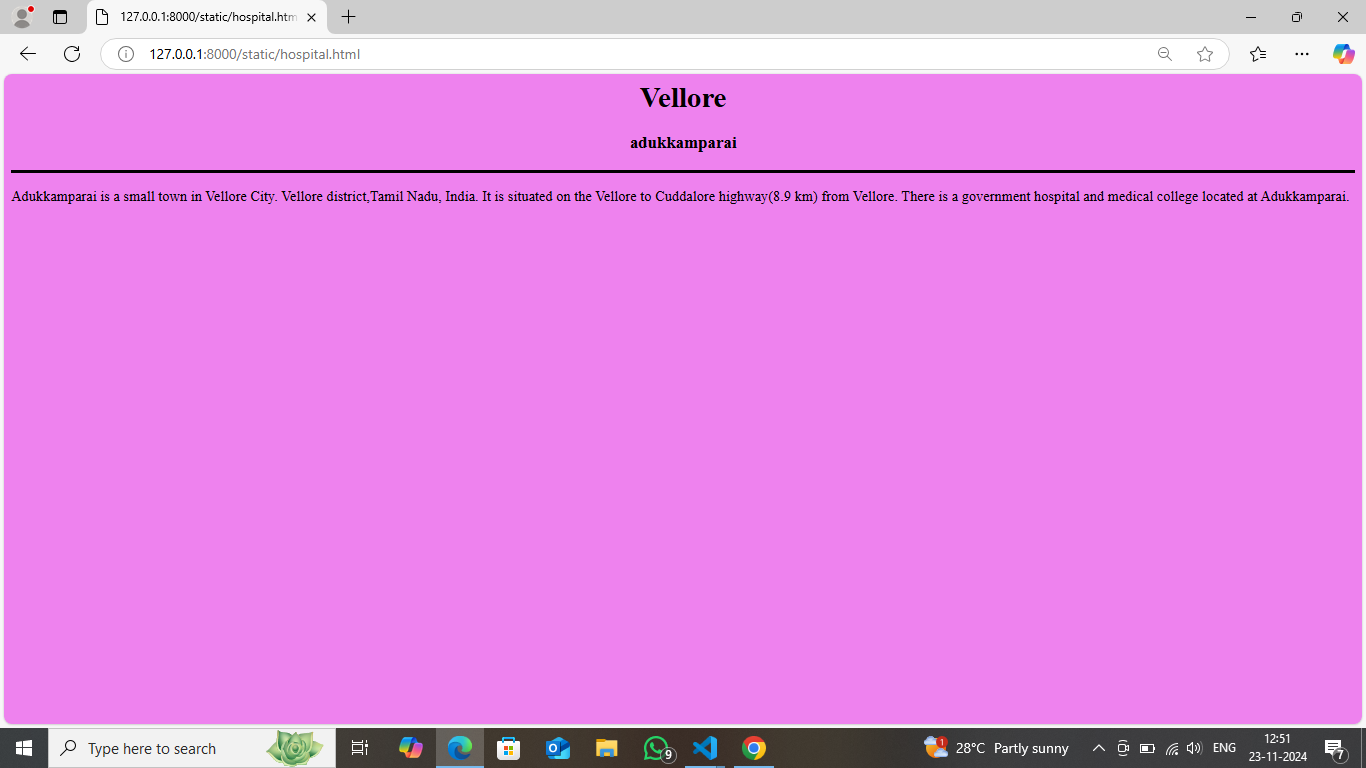 127.0.0.1:8000/static/hospital.htm
127.0.0.1:8000/static/hospital.html
Vellore
adukkamparai
Adukkamparai is a small town in Vellore City. Vellore district,Tamil Nadu, India. It is situated on the Vellore to Cuddalore highway(8.9 km) from Vellore. There is a government hospital and medical college located at Adukkamparai.
Type here to search
9
1
28°C Partly sunny
ENG
12:51
23-11-2024
7